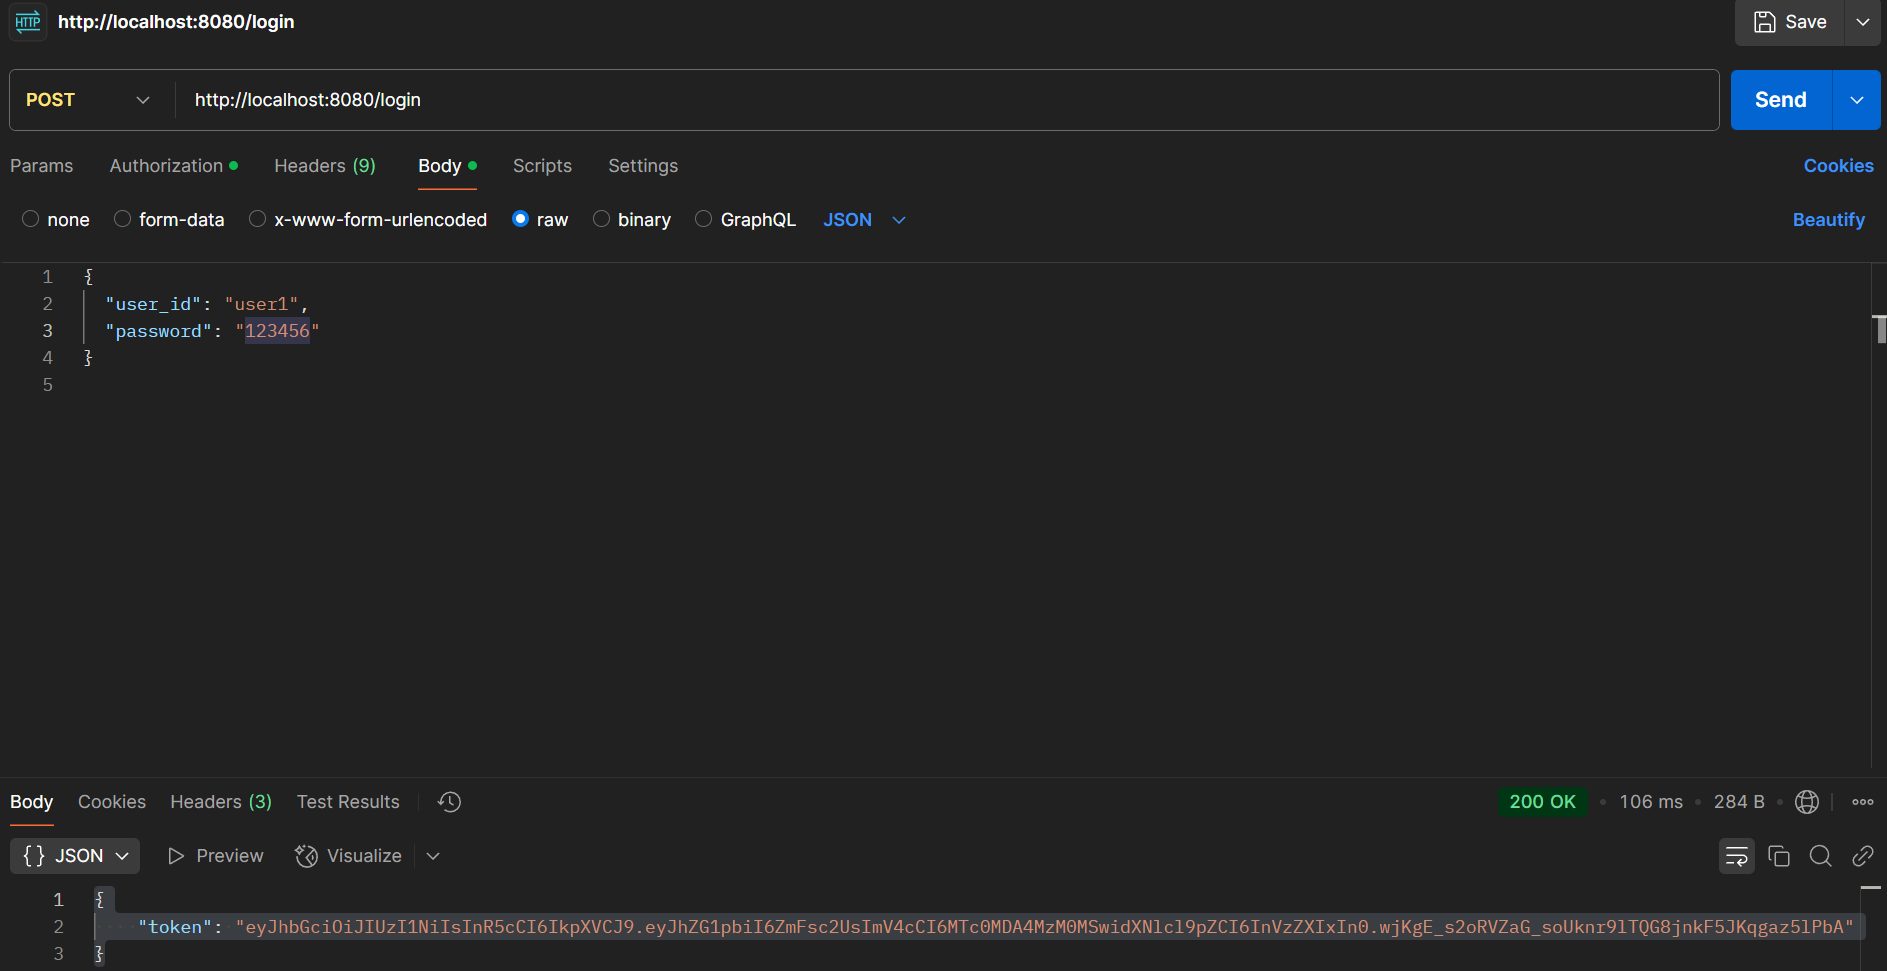 HTTP http://localhost:8080/login Save
POST http://localhost:8080/login Send
Params Authorization Headers (9) Body Scripts Settings Cookies
none form-data x-www-form-urlencoded raw binary GraphQL JSON Beautify
1 {
2 "user_id": "user1",
3 "password": "123456"
4 }
5
Body Cookies Headers (3) Test Results 200 OK • 106 ms • 284 B
{} JSON Preview Visualize
1 {
2 "token": "eyJhbGciOiJIUzI1NiIsInR5cCI6IkpXVCJ9.eyJhZG1pbiI6ZmFsc2UsImV4cCI6MTc0MDA4MzM0MSwidXNlcl9pZCI6InVzZXIxIn0.wjKgE_s2oRVZaG_soUknr9lTQG8jnkF5JKqgaz5lPbA"
3 }